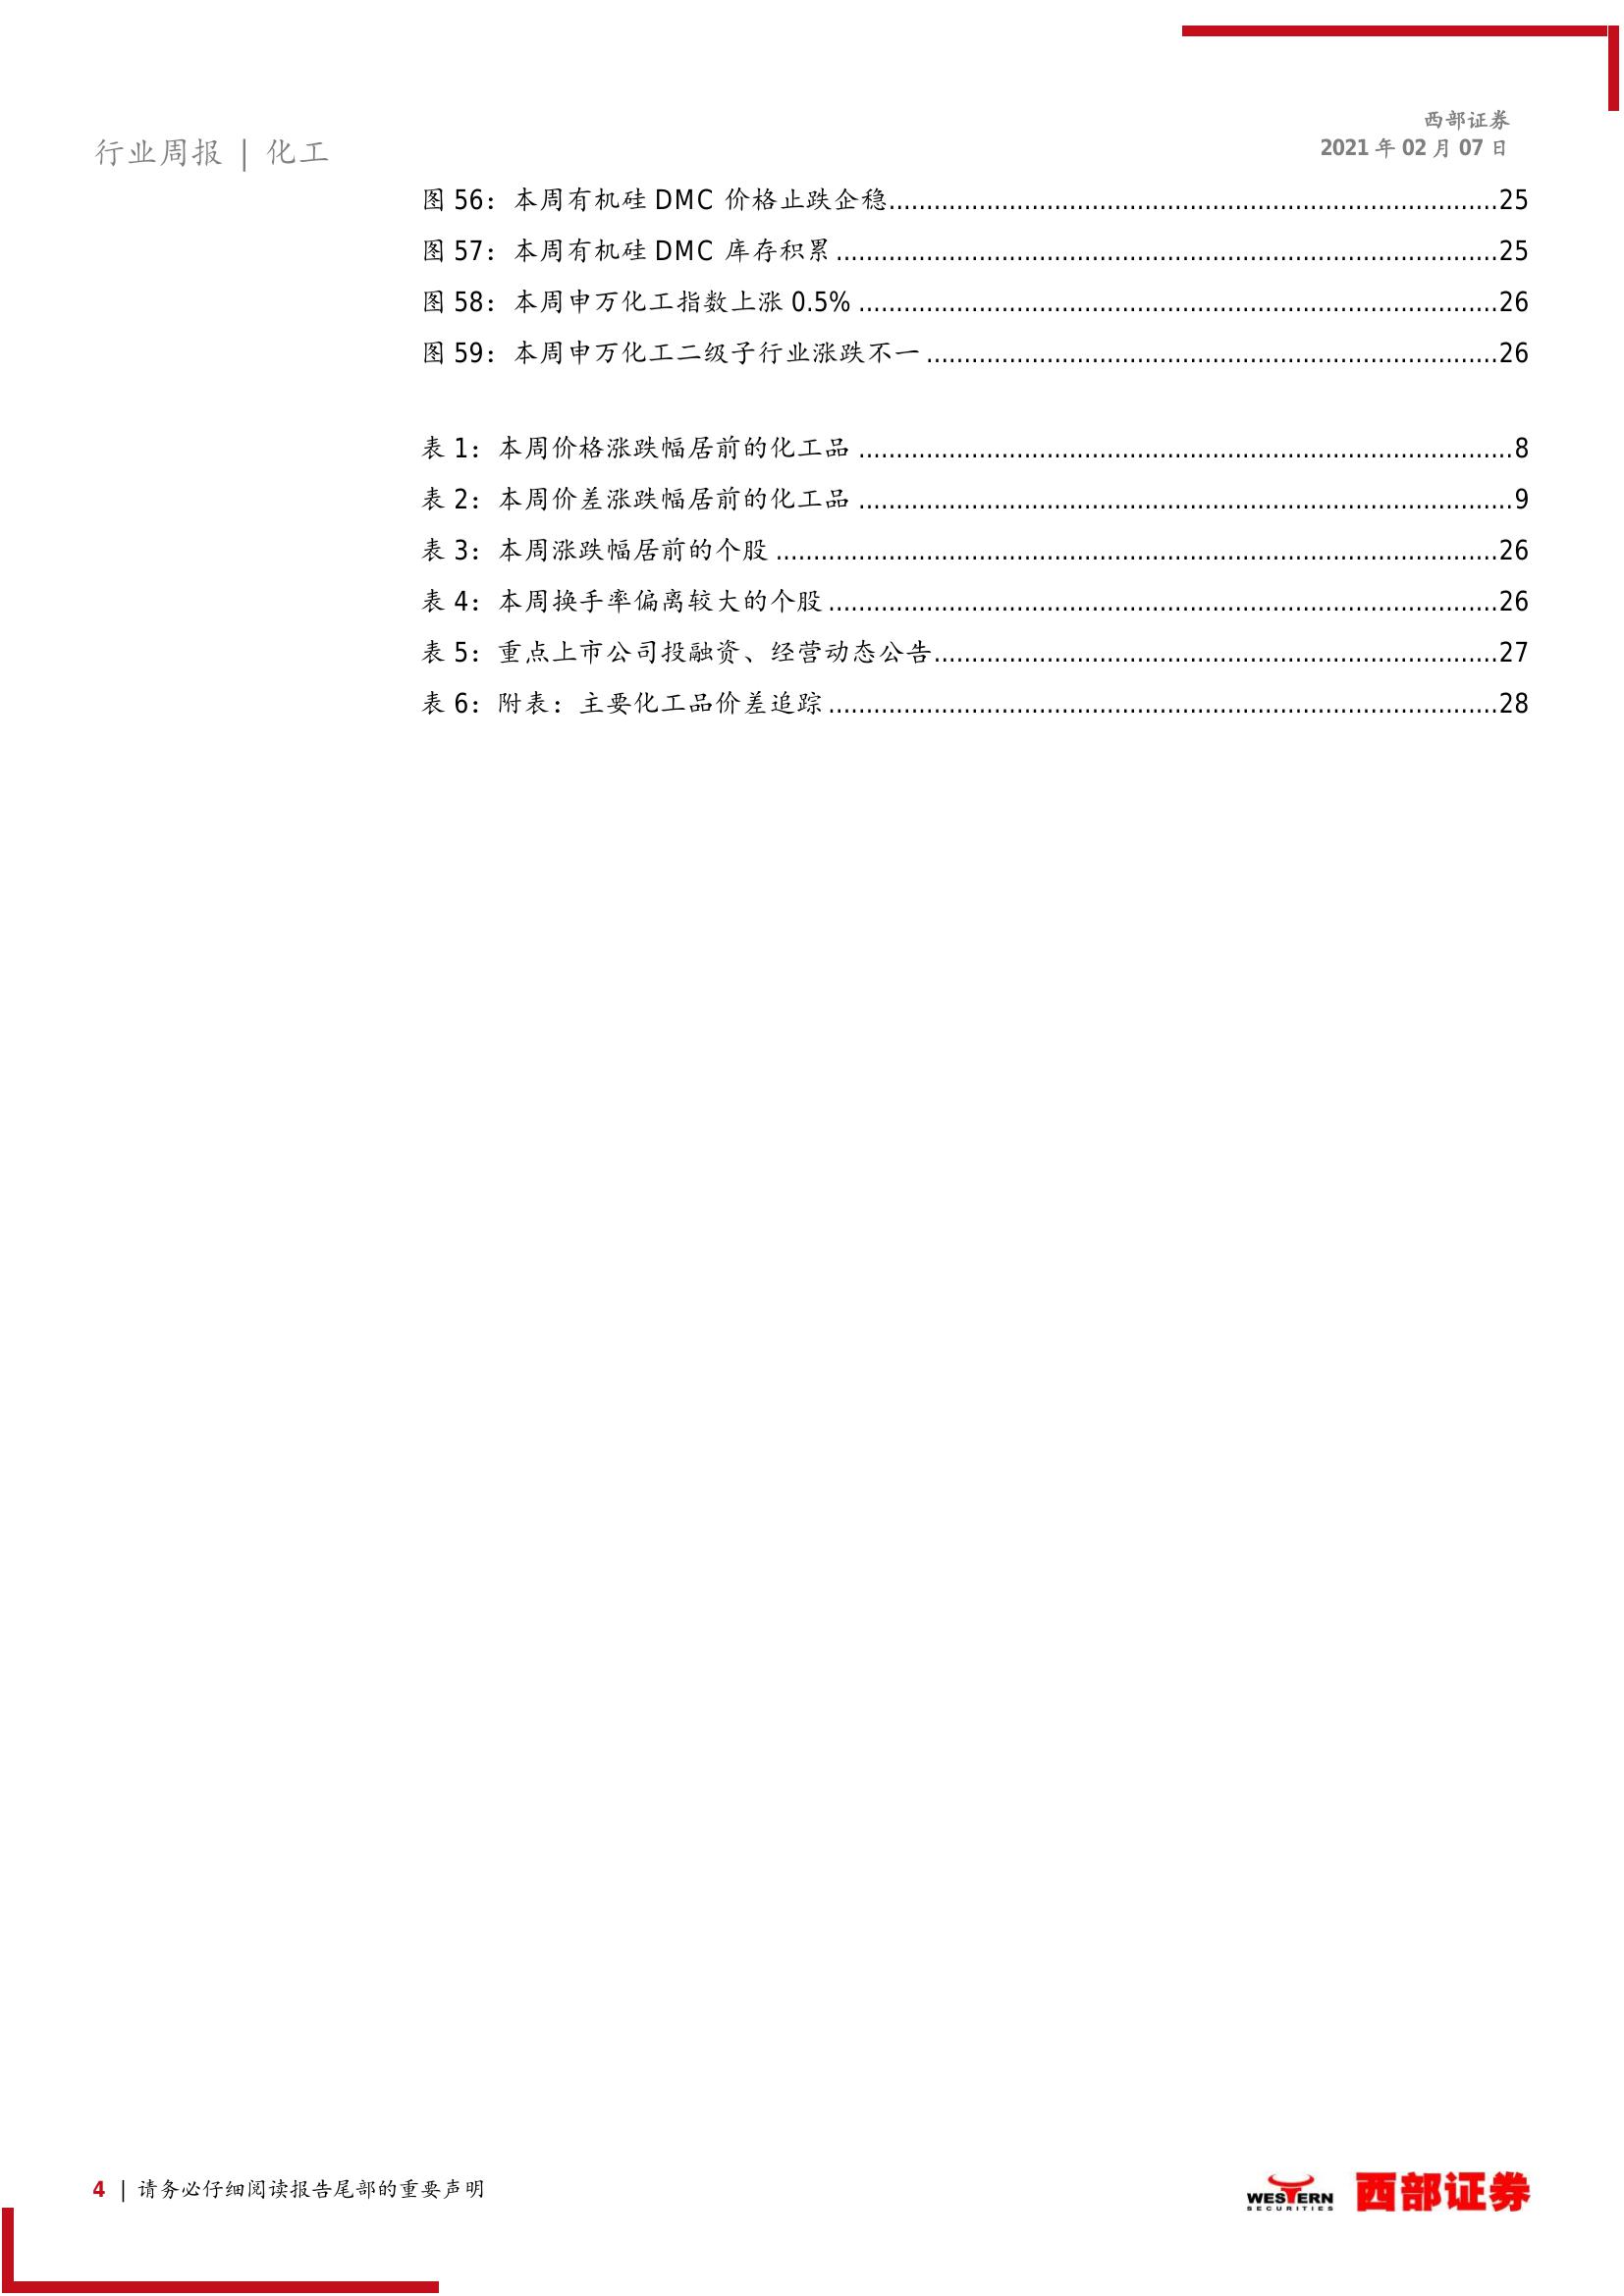 西部证券
行业周报 | 化工
2021 年 02 月 07 日
图 56：本周有机硅 DMC 价格止跌企稳................................................................................25
图 57：本周有机硅 DMC 库存积累.......................................................................................25
图 58：本周申万化工指数上涨 0.5%....................................................................................26
图 59：本周申万化工二级子行业涨跌不一...........................................................................26
表 1：本周价格涨跌幅居前的化工品......................................................................................8
表 2：本周价差涨跌幅居前的化工品......................................................................................9
表 3：本周涨跌幅居前的个股...............................................................................................26
表 4：本周换手率偏离较大的个股........................................................................................26
表 5：重点上市公司投融资、经营动态公告..........................................................................27
表 6：附表：主要化工品价差追踪........................................................................................28
4 | 请务必仔细阅读报告尾部的重要声明
WESTERN
SECURITIES
西部证券